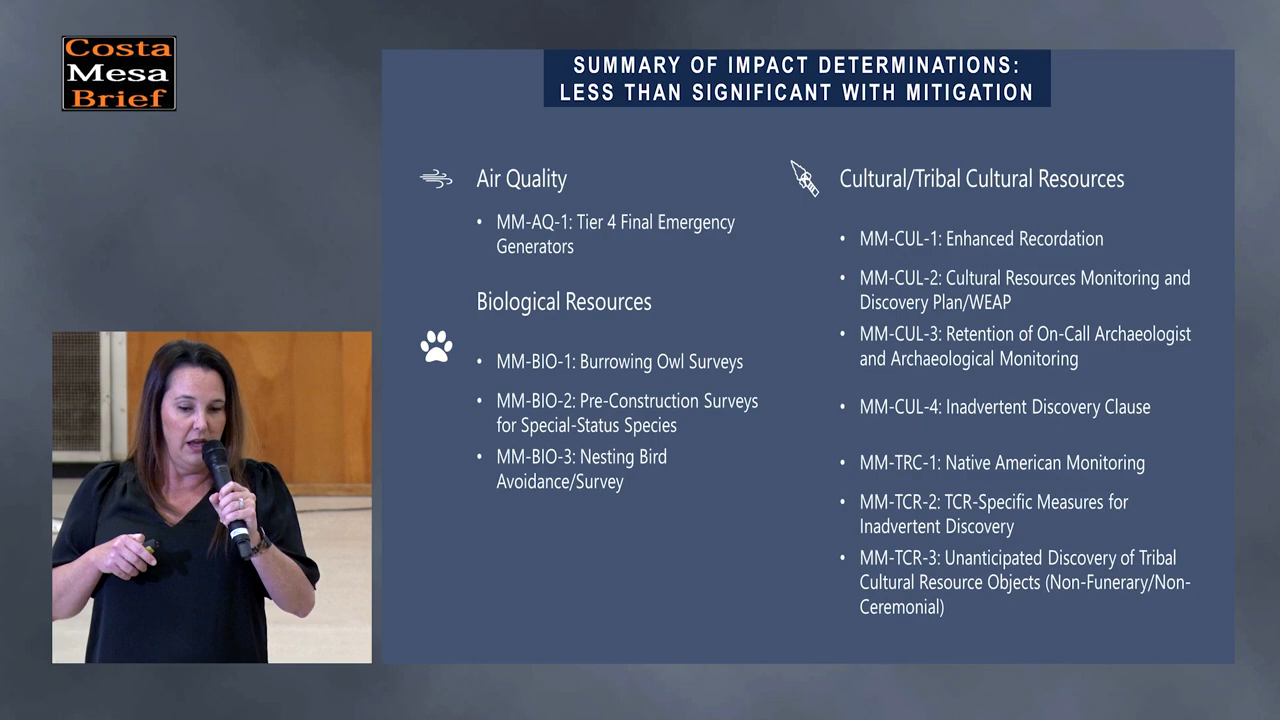 Costa
Mesa
Brief
SUMMARY OF IMPACT DETERMINATIONS:
LESS THAN SIGNIFICANT WITH MITIGATION
Air Quality
• MM-AQ-1: Tier 4 Final Emergency
Generators
Biological Resources
• MM-BIO-1: Burrowing Owl Surveys
• MM-BIO-2: Pre-Construction Surveys
for Special-Status Species
• MM-BIO-3: Nesting Bird
Avoidance/Survey
Cultural/Tribal Cultural Resources
• MM-CUL-1: Enhanced Recordation
• MM-CUL-2: Cultural Resources Monitoring and
Discovery Plan/WEAP
• MM-CUL-3: Retention of On-Call Archaeologist
and Archaeological Monitoring
• MM-CUL-4: Inadvertent Discovery Clause
• MM-TRC-1: Native American Monitoring
• MM-TCR-2: TCR-Specific Measures for
Inadvertent Discovery
• MM-TCR-3: Unanticipated Discovery of Tribal
Cultural Resource Objects (Non-Funerary/Non-
Ceremonial)